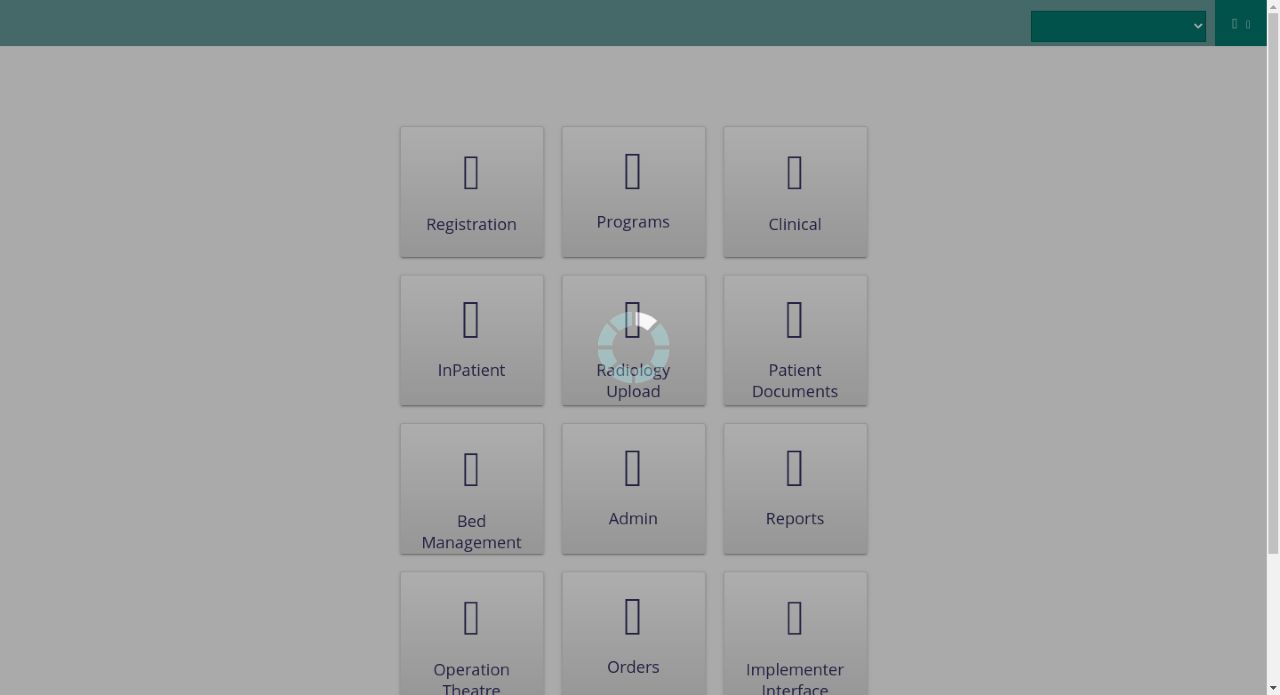 Registration
Programs
Clinical
InPatient
Radiology
Upload
Patient
Documents
Bed
Management
Admin
Reports
Operation
Theatre
Orders
Implementer
Interface